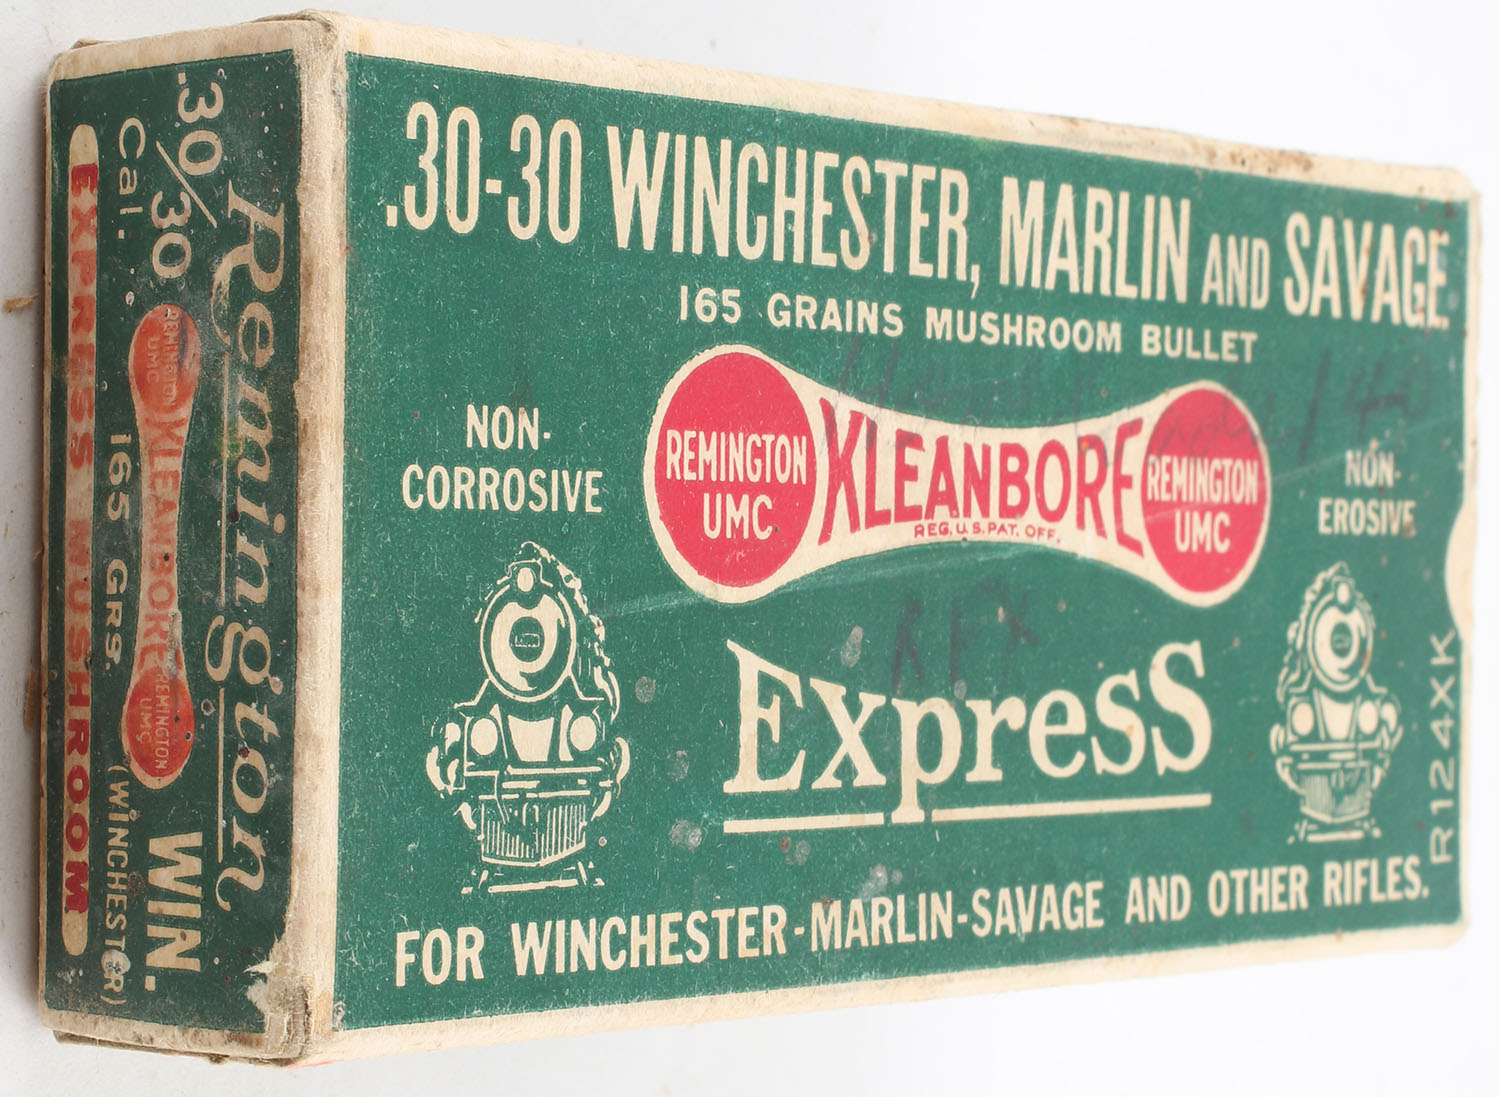 .30-30 WINCHESTER, MARLIN AND SAVAGE
165 GRAINS MUSHROOM BULLET
NON-
CORROSIVE
REMINGTON
UMC
KLEANBORE
REG. U.S. PAT. OFF.
REMINGTON
UMC
NON-
EROSIVE
Express
FOR WINCHESTER-MARLIN-SAVAGE AND OTHER RIFLES.
R124XK
Remington
.30/30 WIN.
REMINGTON
UMC
KLEANBORE
REMINGTON
UMC
Cal. 165 GRS. (WINCHESTER)
EXPRESS MUSHROOM